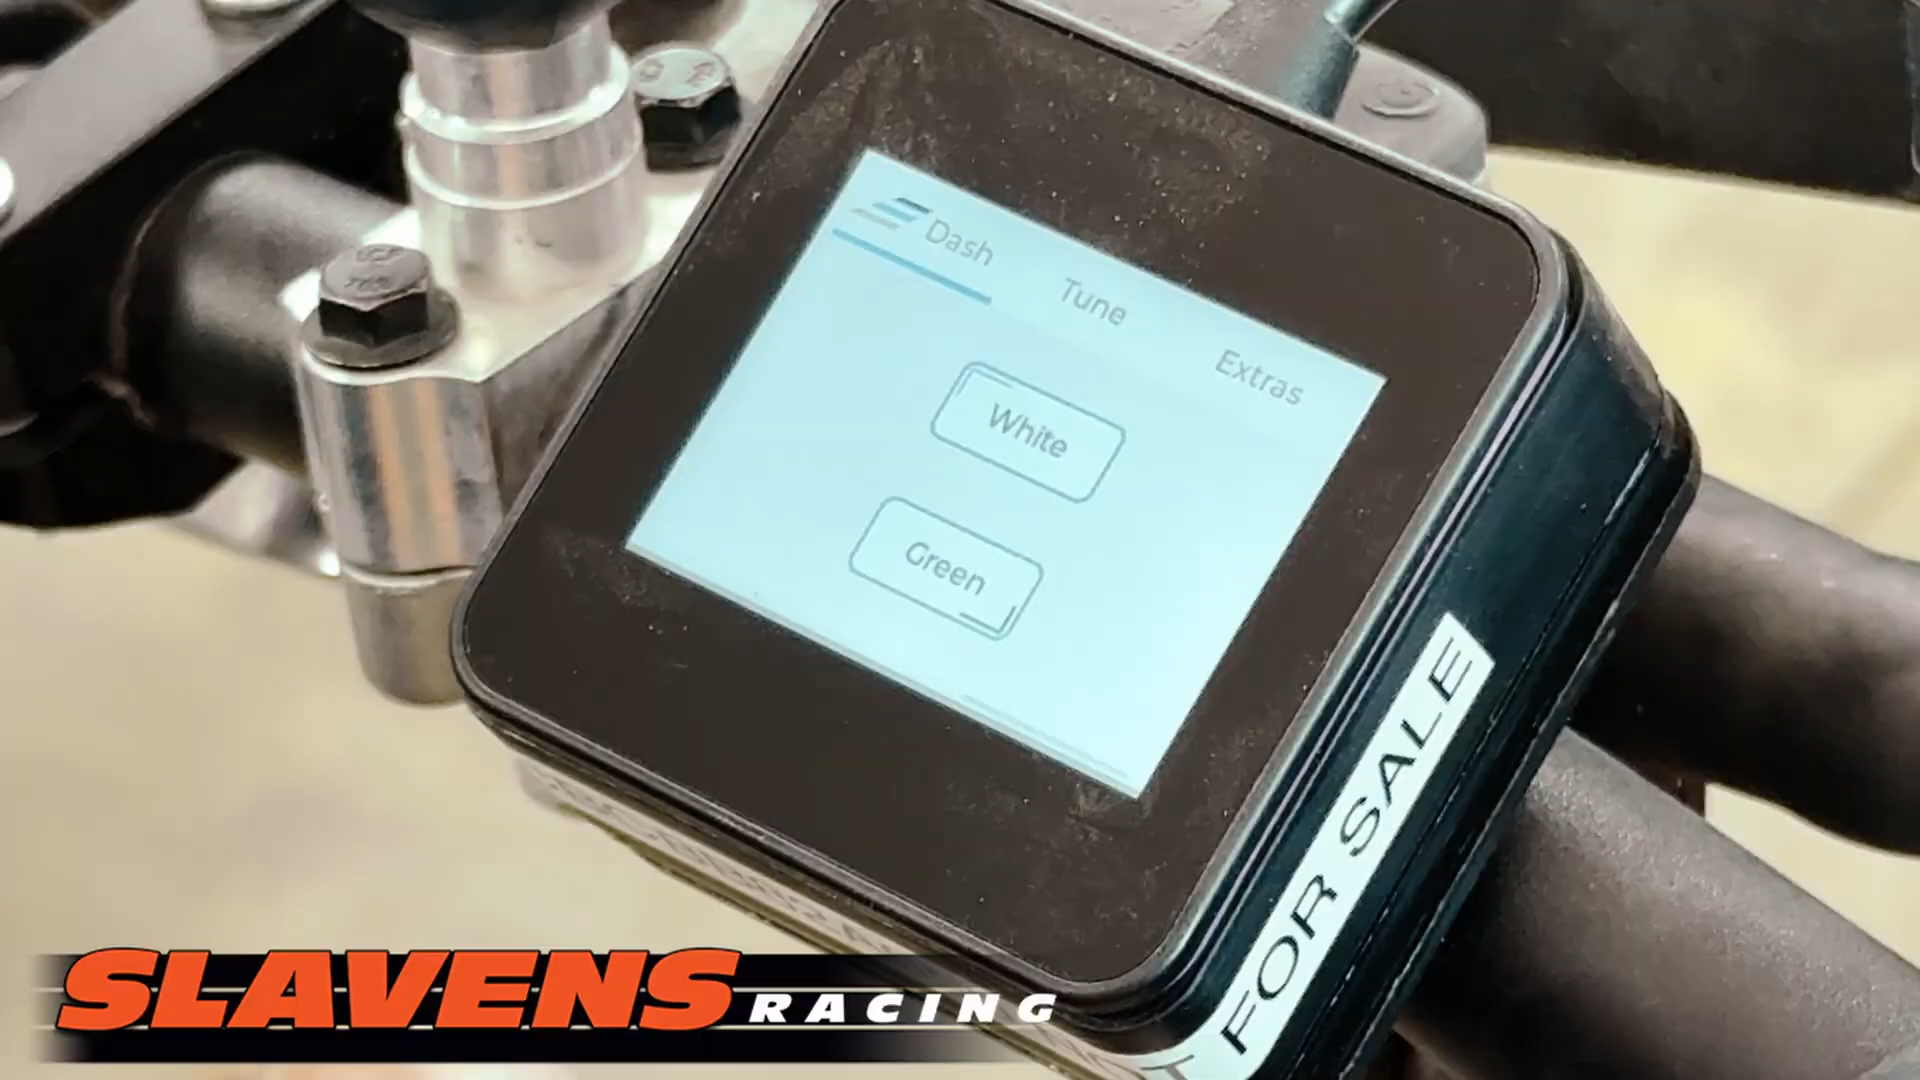 Dash
Tune
Extras
White
Green
FOR SALE
SLAVENS
RACING